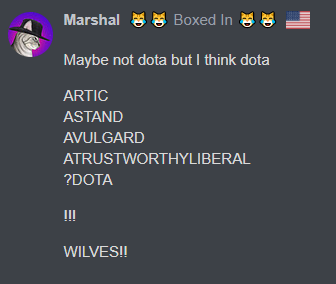 Marshal 😹😹 Boxed In 😹😹 🇺🇸
Maybe not dota but I think dota
ARTIC
ASTAND
AVULGARD
ATRUSTWORTHYLIBERAL
?DOTA
!!!
WILVES!!